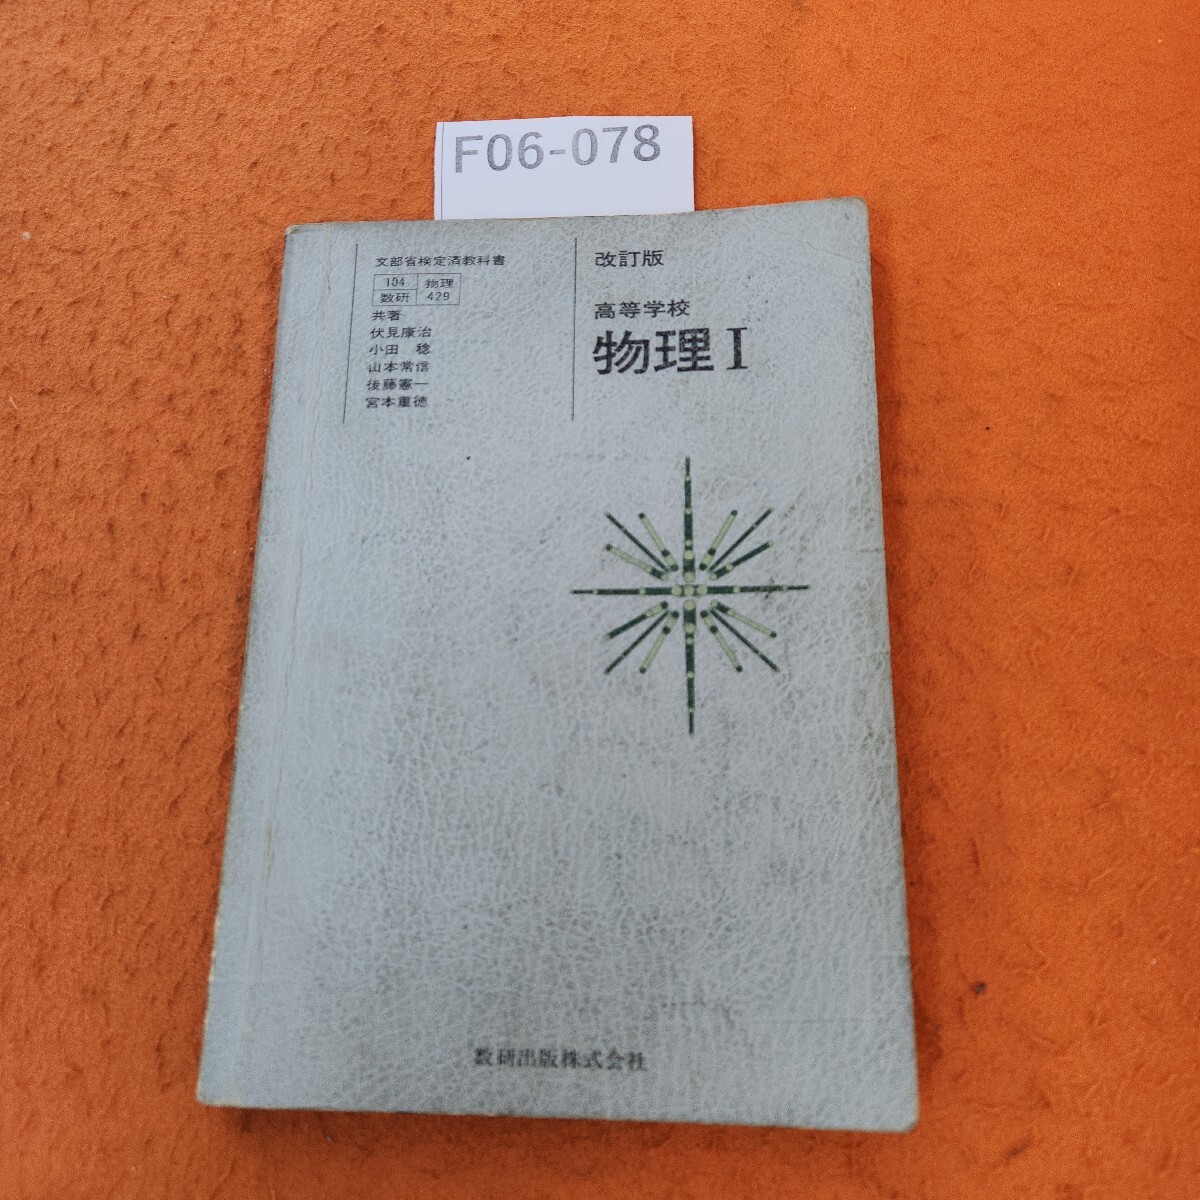 F06-078
文部省検定済教科書
104 物理
数研 429
共著
伏見康治
小田 稔
山本常信
後藤憲一
宮本重徳
改訂版
高等学校
物理I
数研出版株式会社